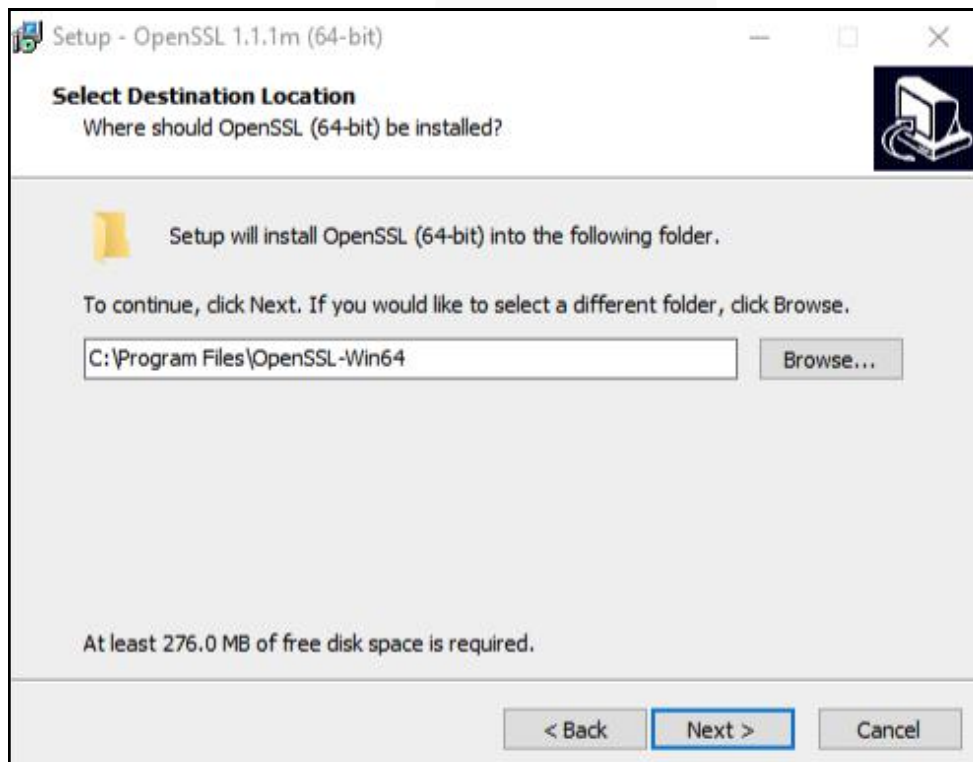 Setup - OpenSSL 1.1.1m (64-bit)
Select Destination Location
Where should OpenSSL (64-bit) be installed?
Setup will install OpenSSL (64-bit) into the following folder.
To continue, click Next. If you would like to select a different folder, click Browse.
C:\Program Files\OpenSSL-Win64
Browse...
At least 276.0 MB of free disk space is required.
< Back
Next >
Cancel